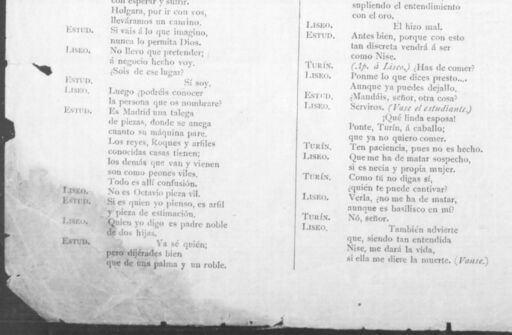 con esperar y sufrir.
Holgara, por ir con vos,
lleváramos un camino.
ESTUD. Si vais á lo que imagino,
nunca lo permita Dios.
LISEO. No llevo que pretender;
á negocio hecho voy.
¿Sois de ese lugar?
ESTUD. Sí soy.
LISEO. Luego ¿podréis conocer
la persona que os nombrare?
ESTUD. Es Madrid una talega
de piezas, donde se anega
cuanto su máquina pare.
Los reyes, Roques y arfiles
conocidas casas tienen;
los demás que van y vienen
son como peones viles.
Todo es allí confusión.
LISEO. No es Octavio pieza vil.
ESTUD. Si es quien yo pienso, es arfil
y pieza de estimación.
LISEO. Quien yo digo es padre noble
de dos hijas.
ESTUD. Ya sé quién;
pero dijérades bien
que de una palma y un roble.
supliendo el entendimiento
con el oro.
LISEO. El hizo mal.
ESTUD. Antes bien, porque con esto
tan discreta vendrá á ser
como Nise.
TURÍN. (Ap. á Liseo.) ¿Has de comer?
LISEO. Ponme lo que dices presto...
Aunque ya puedes dejallo.
ESTUD. ¿Mandáis, señor, otra cosa?
LISEO. Serviros. (Vase el estudiante.)
¡Qué linda esposa!
Ponte, Turín, á caballo;
que ya no quiero comer.
TURÍN. Ten paciencia, pues no es hecho.
LISEO. Que me ha de matar sospecho,
si es necia y propia mujer.
TURÍN. Como tú no digas sí,
¿quién te puede cautivar?
LISEO. Verla, ¿no me ha de matar,
aunque es basilisco en mí?
TURÍN. Nó, señor.
LISEO. También advierte
que, siendo tan entendida
Nise, me dará la vida,
si ella me diere la muerte. (Vanse.)